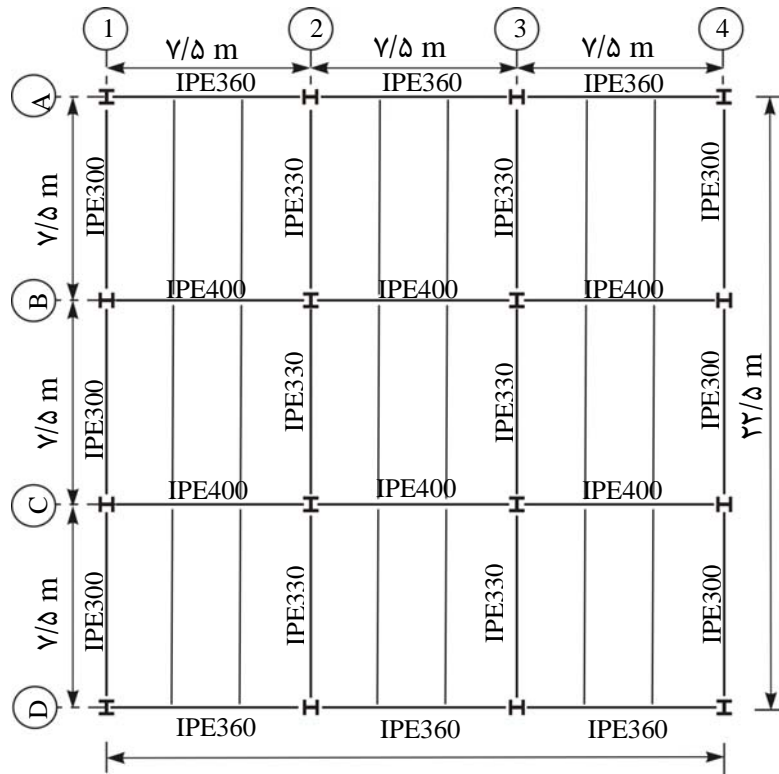 1 2 3 4
۷/۵ m ۷/۵ m ۷/۵ m
A IPE360 IPE360 IPE360
۷/۵ m IPE300 IPE330 IPE330 IPE300
B IPE400 IPE400 IPE400
۷/۵ m IPE300 IPE330 IPE330 IPE300 ۲۲/۵ m
C IPE400 IPE400 IPE400
۷/۵ m IPE300 IPE330 IPE330 IPE300
D IPE360 IPE360 IPE360